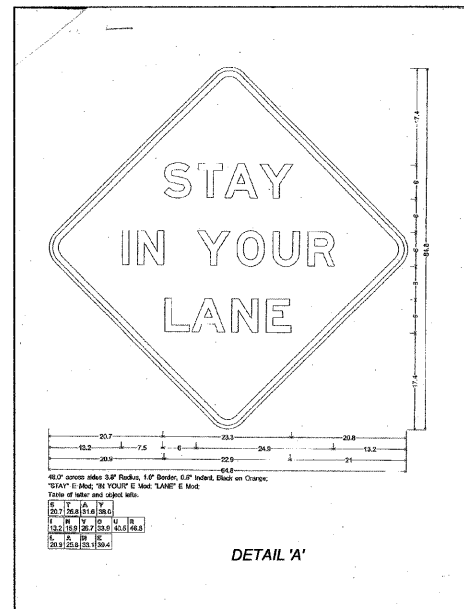 STAY
IN YOUR
LANE
17.4
6
6
6
17.4
64.8
20.7 23.3 20.8
13.2 7.5 6 24.9 13.2
20.9 22.9 21
64.8
48.0" across sides 3.8" Radius, 1.0" Border, 0.6" Indent, Black on Orange;
"STAY" E Mod; "IN YOUR" E Mod; "LANE" E Mod;
Table of letter and object lefts.
S T A Y
20.7 26.8 31.6 38.0
I N Y O U R
13.2 15.9 33.9 40.5 46.8
L A N E
20.9 25.8 33.1 39.4
DETAIL 'A'